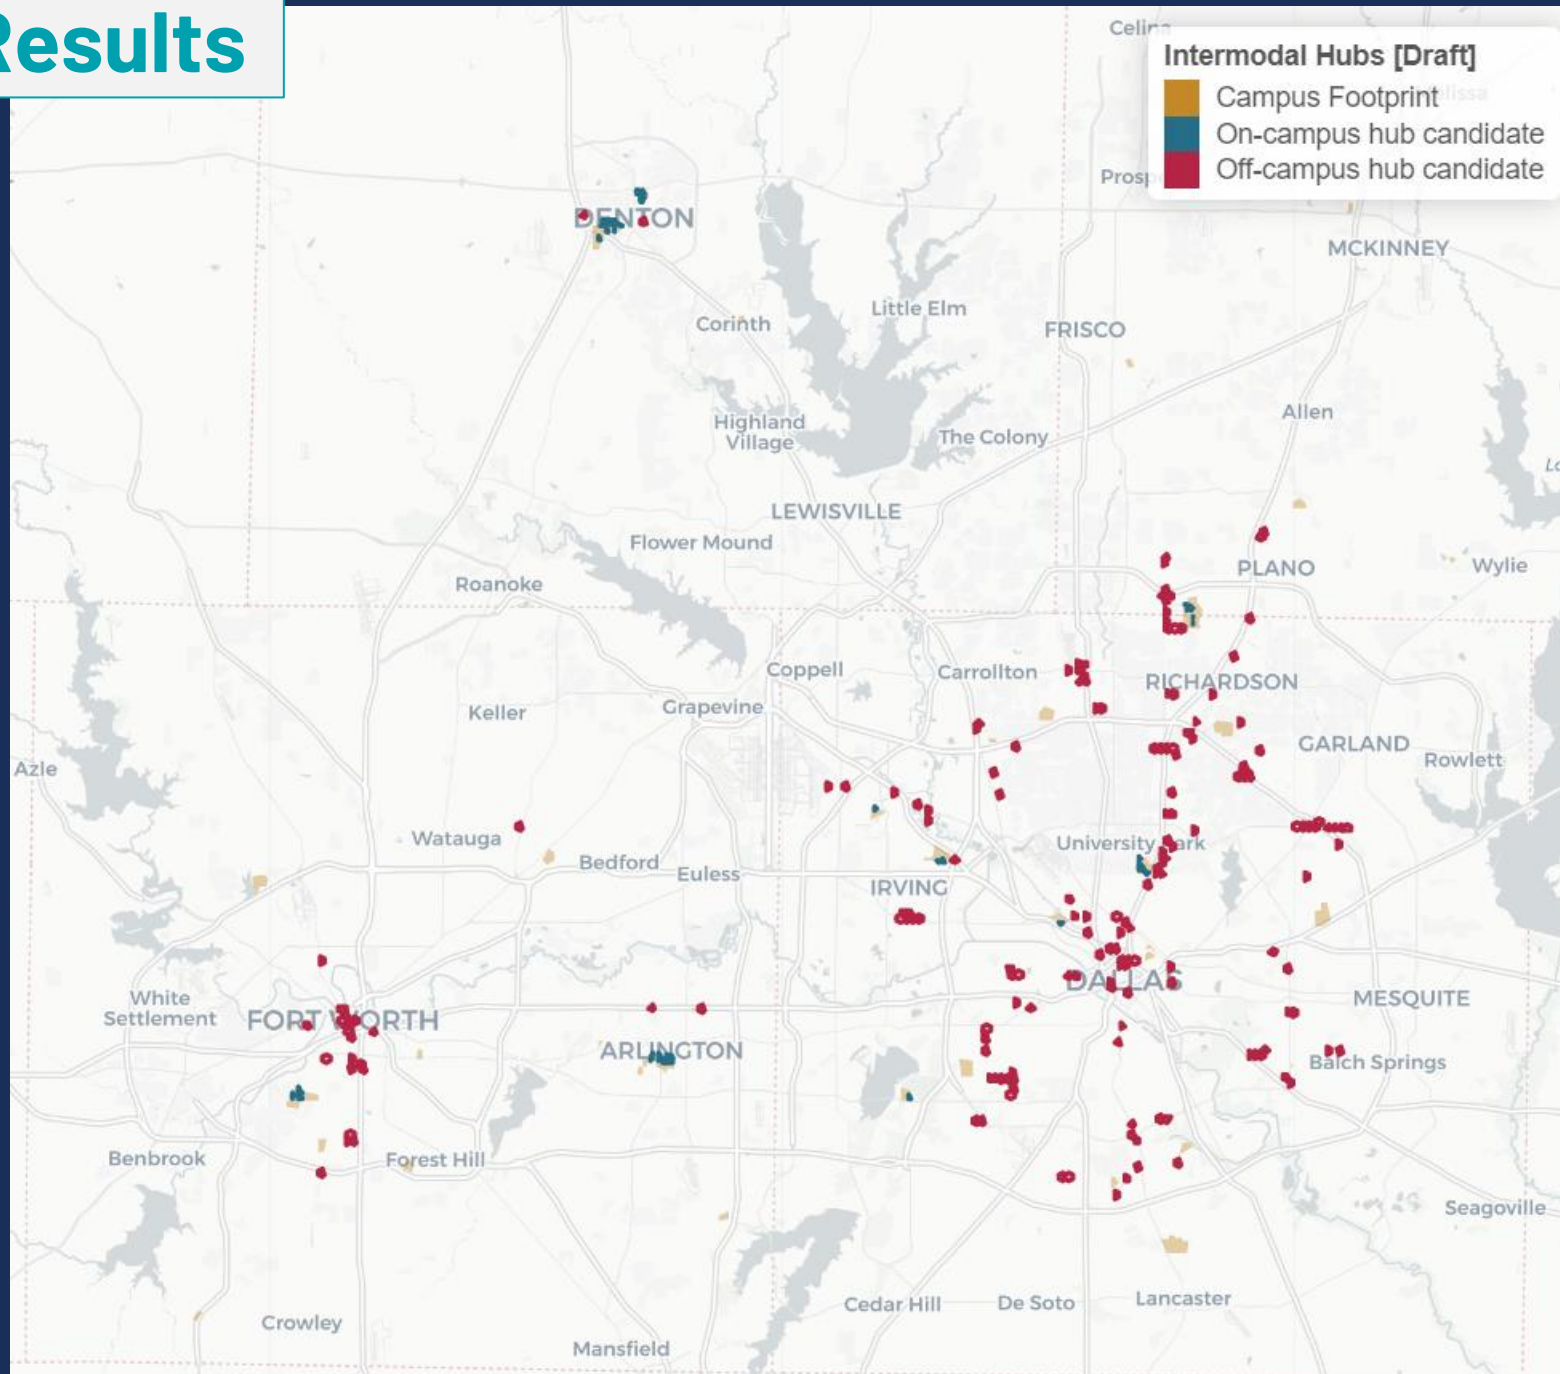 Results
Celina
Intermodal Hubs [Draft]
Campus Footprint
On-campus hub candidate
Off-campus hub candidate
DENTON
MCKINNEY
Little Elm
Corinth
FRISCO
Highland
Village
Allen
The Colony
LEWISVILLE
Flower Mound
PLANO
Wylie
Roanoke
Coppell
Carrollton
RICHARDSON
Keller
Grapevine
GARLAND
Rowlett
Azle
Watauga
University Park
Bedford
Euless
IRVING
DALLAS
White
Settlement
MESQUITE
FORT WORTH
ARLINGTON
Balch Springs
Benbrook
Forest Hill
Seagoville
Cedar Hill
De Soto
Lancaster
Crowley
Mansfield